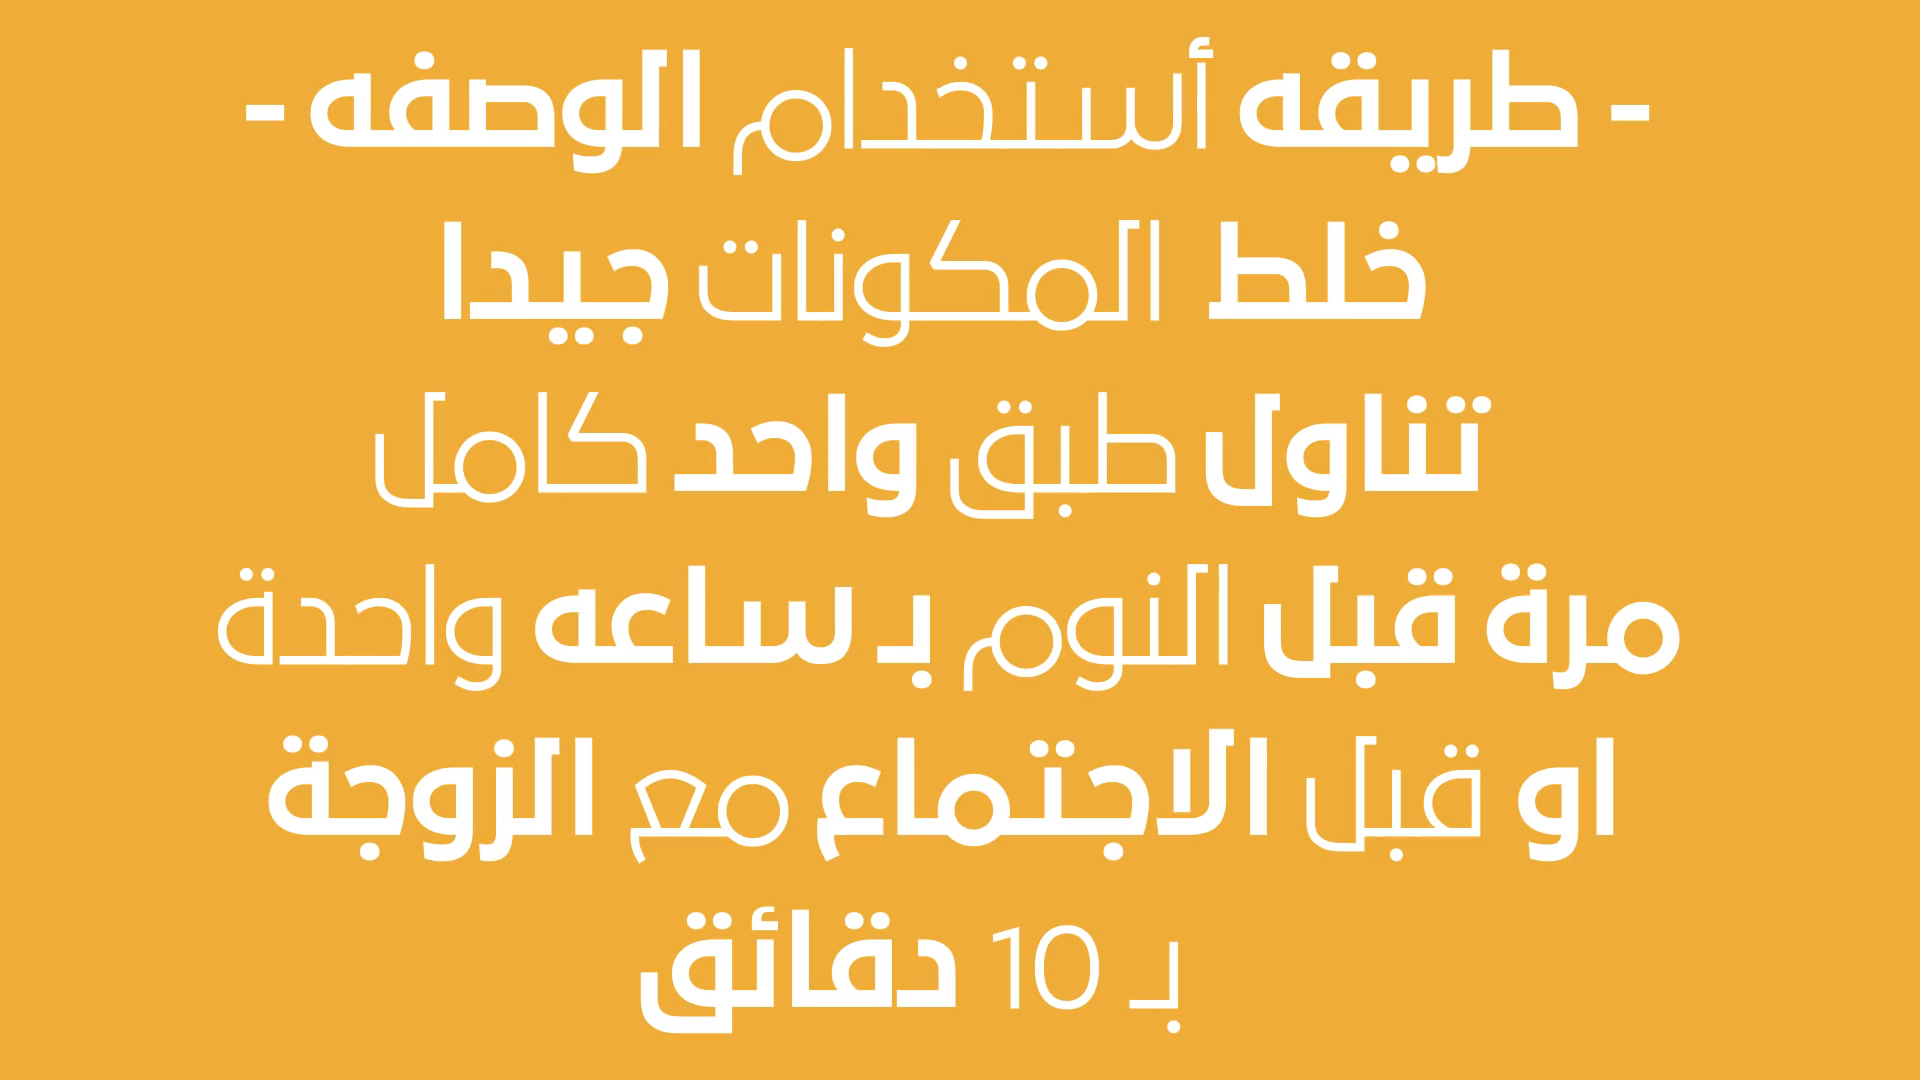 - طريقه أستخدام الوصفه -
خلط المكونات جيدا
تناول طبق واحد كامل
مرة قبل النوم بـ ساعه واحدة
او قبل الاجتماع مع الزوجة
بـ 10 دقائق